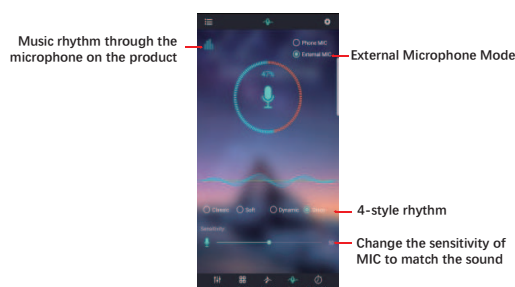 Music rhythm through the
microphone on the product
Phone MIC
External MIC
External Microphone Mode
47%
Classic Soft Dynamic
4-style rhythm
Sensitivity:
Change the sensitivity of
MIC to match the sound